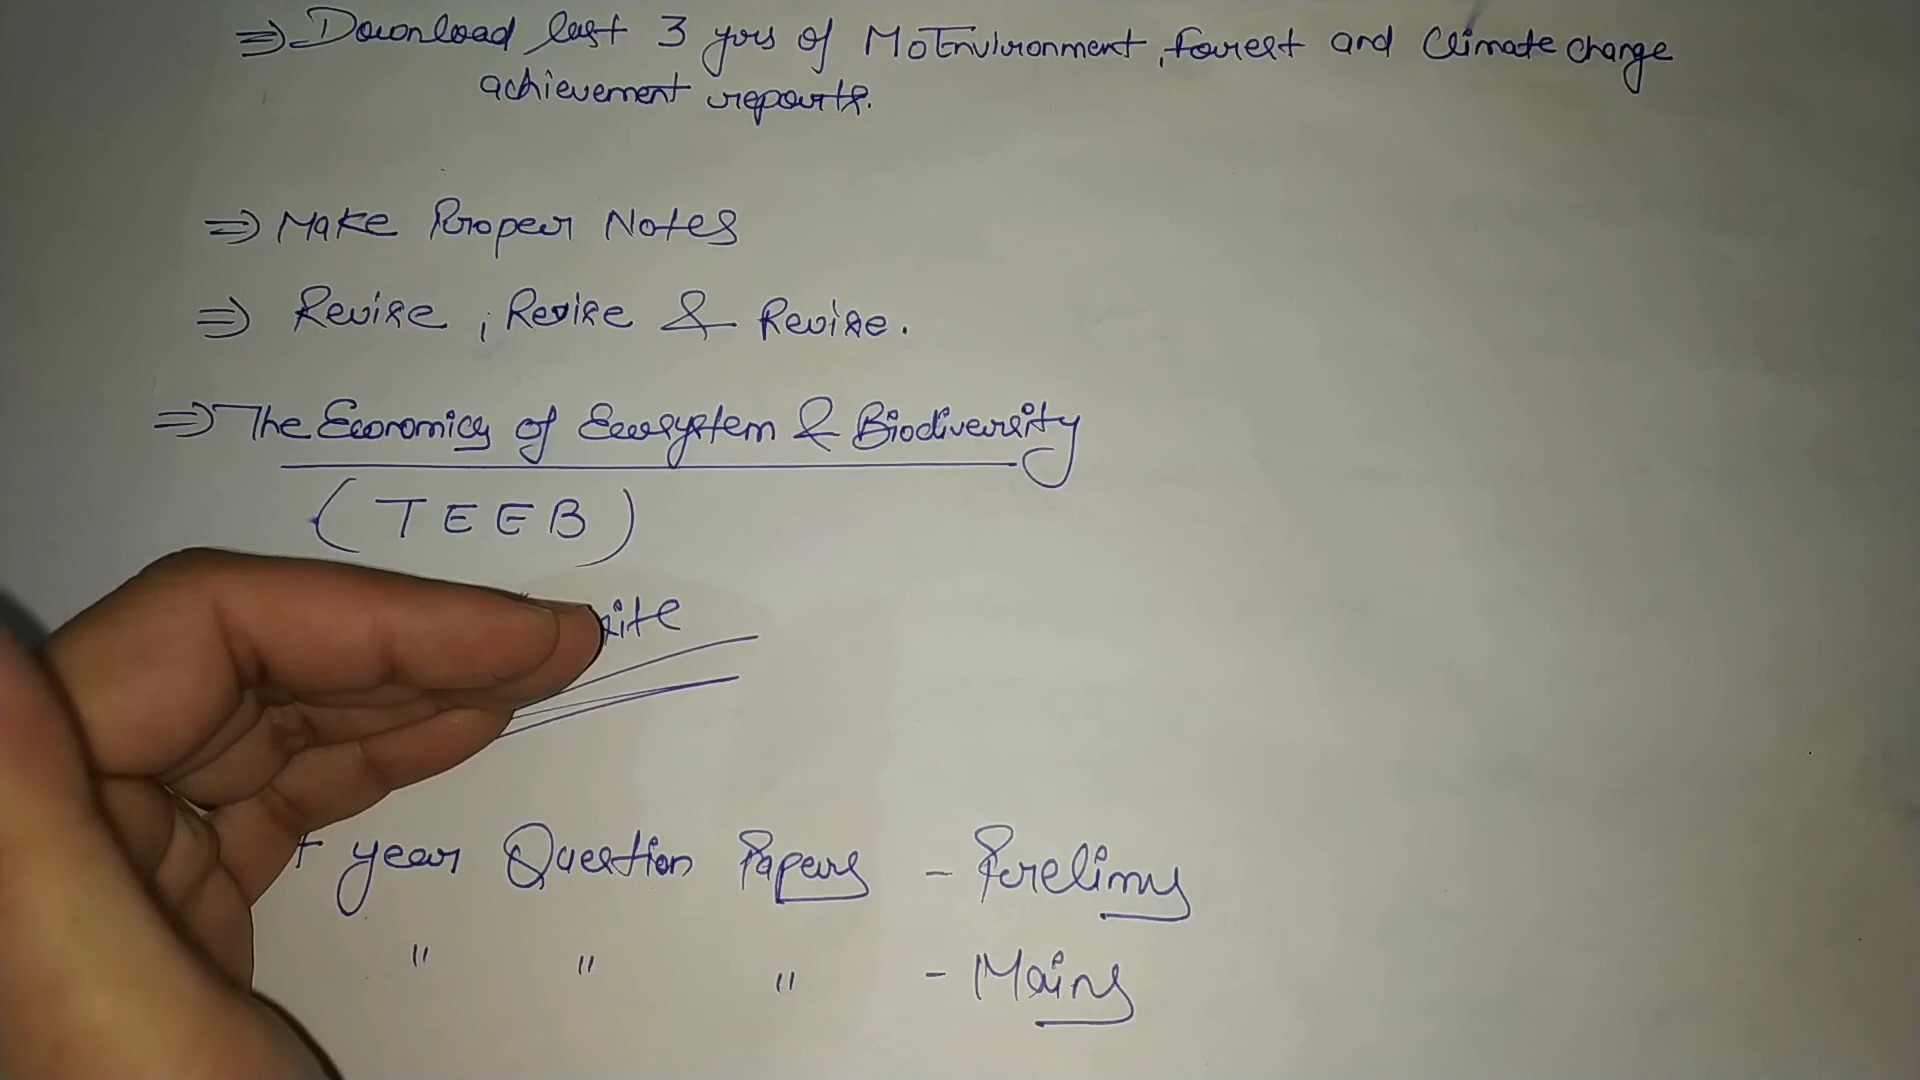 ⇒ Download last 3 yrs of MoEnvironment, forest and Climate change
achievement reports.
⇒ Make Proper Notes
⇒ Revise, Revise & Revise.
⇒ The Economics of Ecosystem & Biodiversity
(TEEB)
year Question Papers - Prelims
" " " - Mains